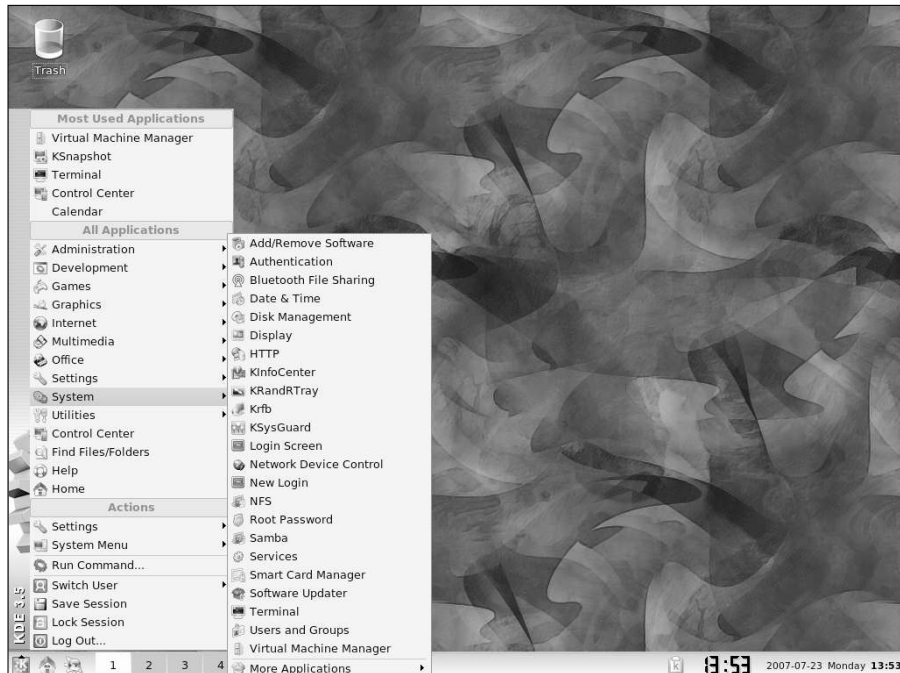 Trash
Most Used Applications
Virtual Machine Manager
KSnapshot
Terminal
Control Center
Calendar
All Applications
Administration
Development
Games
Graphics
Internet
Multimedia
Office
Settings
System
Utilities
Control Center
Find Files/Folders
Help
Home
Actions
Settings
System Menu
Run Command...
Switch User
Save Session
Lock Session
Log Out...
KDE 3.5
Add/Remove Software
Authentication
Bluetooth File Sharing
Date & Time
Disk Management
Display
HTTP
KInfoCenter
KRandRTray
Krfb
KSysGuard
Login Screen
Network Device Control
New Login
NFS
Root Password
Samba
Services
Smart Card Manager
Software Updater
Terminal
Users and Groups
Virtual Machine Manager
More Applications
1 2 3 4
13:53 2007-07-23 Monday 13:53